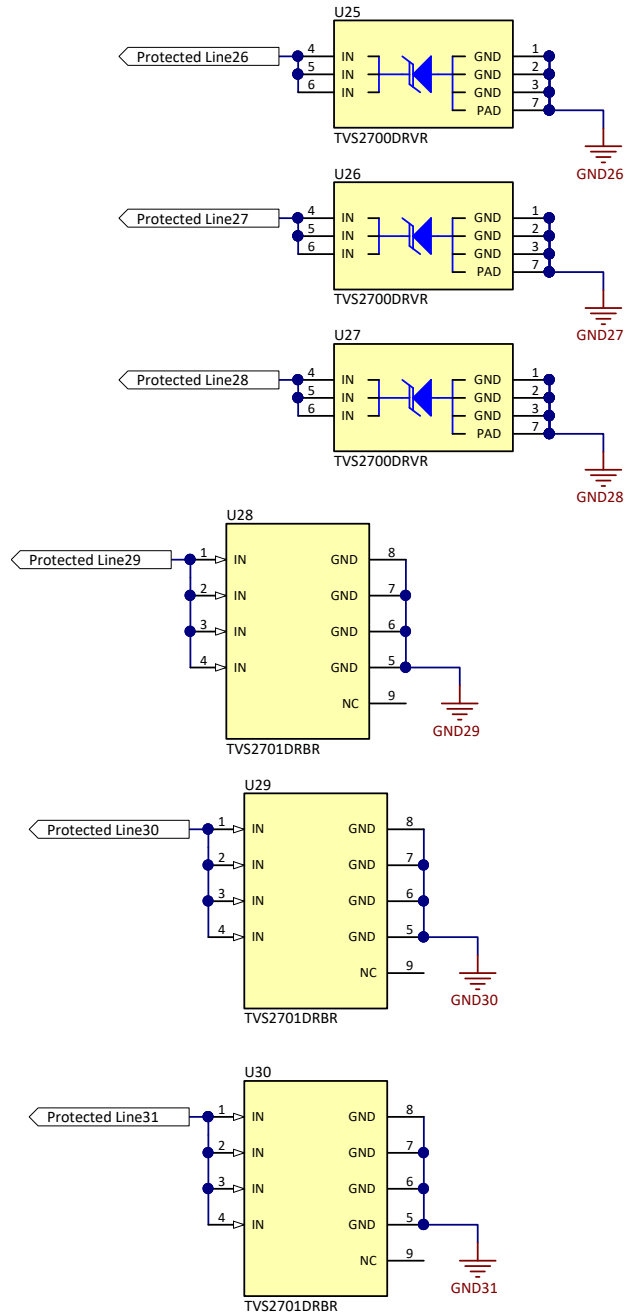 U25
Protected Line26
4 IN GND 1
5 IN GND 2
6 IN GND 3
PAD 7
TVS2700DRVR
GND26
U26
Protected Line27
4 IN GND 1
5 IN GND 2
6 IN GND 3
PAD 7
TVS2700DRVR
GND27
U27
Protected Line28
4 IN GND 1
5 IN GND 2
6 IN GND 3
PAD 7
TVS2700DRVR
GND28
U28
Protected Line29
1 IN GND 8
2 IN GND 7
3 IN GND 6
4 IN GND 5
NC 9
GND29
TVS2701DRBR
U29
Protected Line30
1 IN GND 8
2 IN GND 7
3 IN GND 6
4 IN GND 5
NC 9
GND30
TVS2701DRBR
U30
Protected Line31
1 IN GND 8
2 IN GND 7
3 IN GND 6
4 IN GND 5
NC 9
GND31
TVS2701DRBR